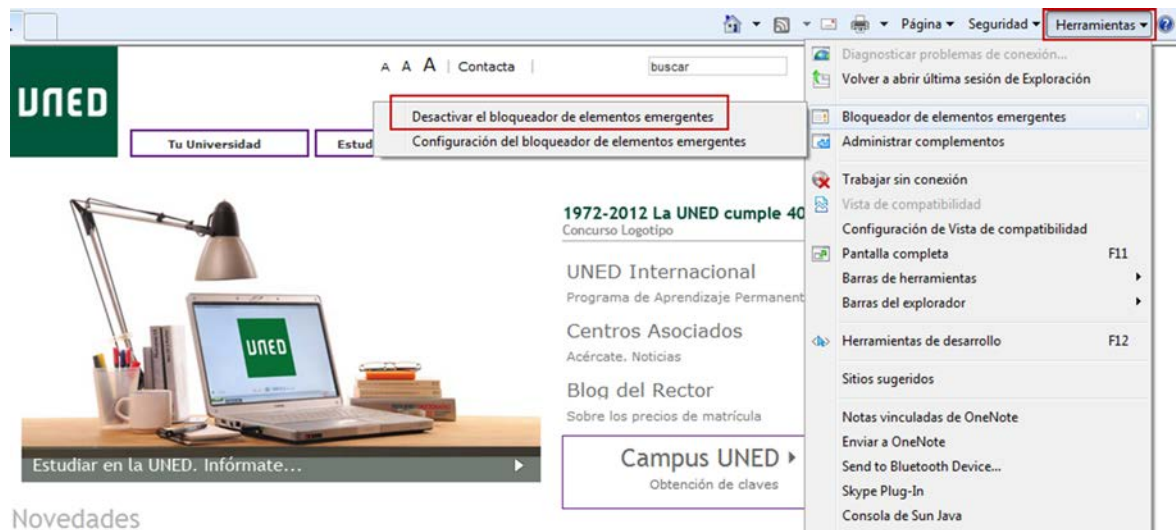 Página Seguridad Herramientas
A A A | Contacta | buscar
UNED
Tu Universidad Estud
Desactivar el bloqueador de elementos emergentes
Configuración del bloqueador de elementos emergentes
Diagnosticar problemas de conexión...
Volver a abrir última sesión de Exploración
Bloqueador de elementos emergentes
Administrar complementos
Trabajar sin conexión
Vista de compatibilidad
Configuración de Vista de compatibilidad
Pantalla completa F11
Barras de herramientas
Barras del explorador
Herramientas de desarrollo F12
Sitios sugeridos
Notas vinculadas de OneNote
Enviar a OneNote
Send to Bluetooth Device...
Skype Plug-In
Consola de Sun Java
1972-2012 La UNED cumple 40
Concurso Logotipo
UNED Internacional
Programa de Aprendizaje Permanent
Centros Asociados
Acércate. Noticias
Blog del Rector
Sobre los precios de matrícula
Campus UNED
Obtención de claves
UNED
Estudiar en la UNED. Infórmate...
Novedades